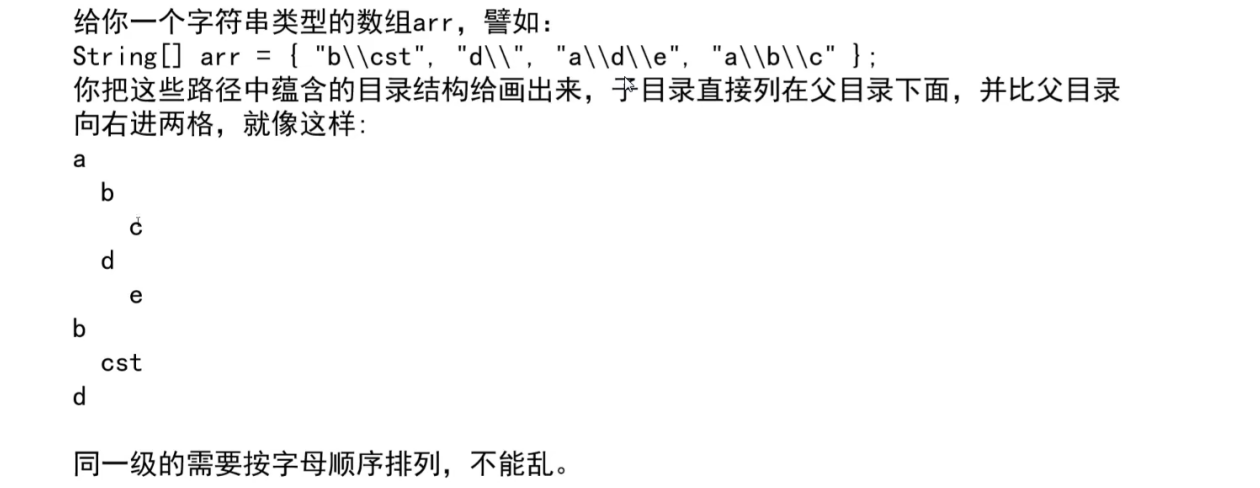 给你一个字符串类型的数组arr，譬如：
String[] arr = { "b\\cst", "d\\", "a\\d\\e", "a\\b\\c" };
你把这些路径中蕴含的目录结构给画出来，子目录直接列在父目录下面，并比父目录
向右进两格，就像这样:
a
  b
    c
  d
    e
b
  cst
d
同一级的需要按字母顺序排列，不能乱。